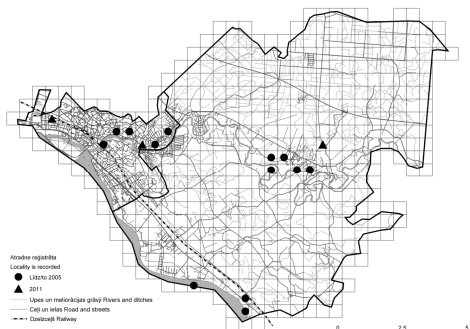 Atradne reģistrēta
Locality is recorded
Līdz/to 2005
2011
Upes un meliorācijas grāvji Rivers and ditches
Ceļi un ielas Road and streets
Dzelzceļš Railway
0 2.5 5